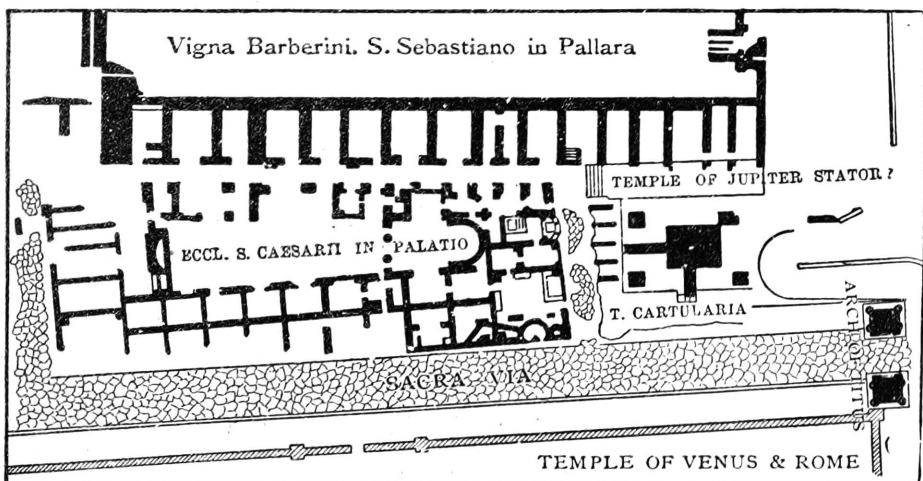 Vigna Barberini. S. Sebastiano in Pallara
TEMPLE OF JUPITER STATOR?
ECCL. S. CAESARII IN PALATIO
T. CARTULARIA
ARCH OF TITUS
SACRA VIA
TEMPLE OF VENUS & ROME